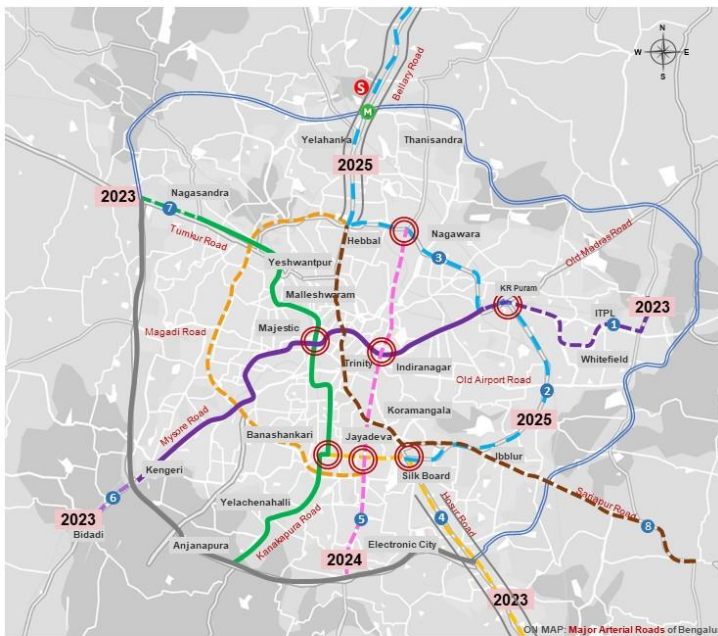 N
W E
S
S
Bellary Road
M
Yelahanka
Thanisandra
2025
2023
Nagasandra
7
Tumkur Road
Hebbal
Nagawara
3
Old Madras Road
Yeshwantpur
KR Puram
Malleshwaram
ITPL
2023
1
Magadi Road
Majestic
Trinity
Indiranagar
Whitefield
Old Airport Road
2
Mysore Road
Koramangala
2025
Banashankari
Jayadeva
Ibblur
Kengeri
Silk Board
6
Yelachenahalli
Hosur Road
Sarjapur Road
2023
Bidadi
Kanakapura Road
5
4
8
Anjanapura
Electronic City
2024
2023
ON MAP: Major Arterial Roads of Bengalu